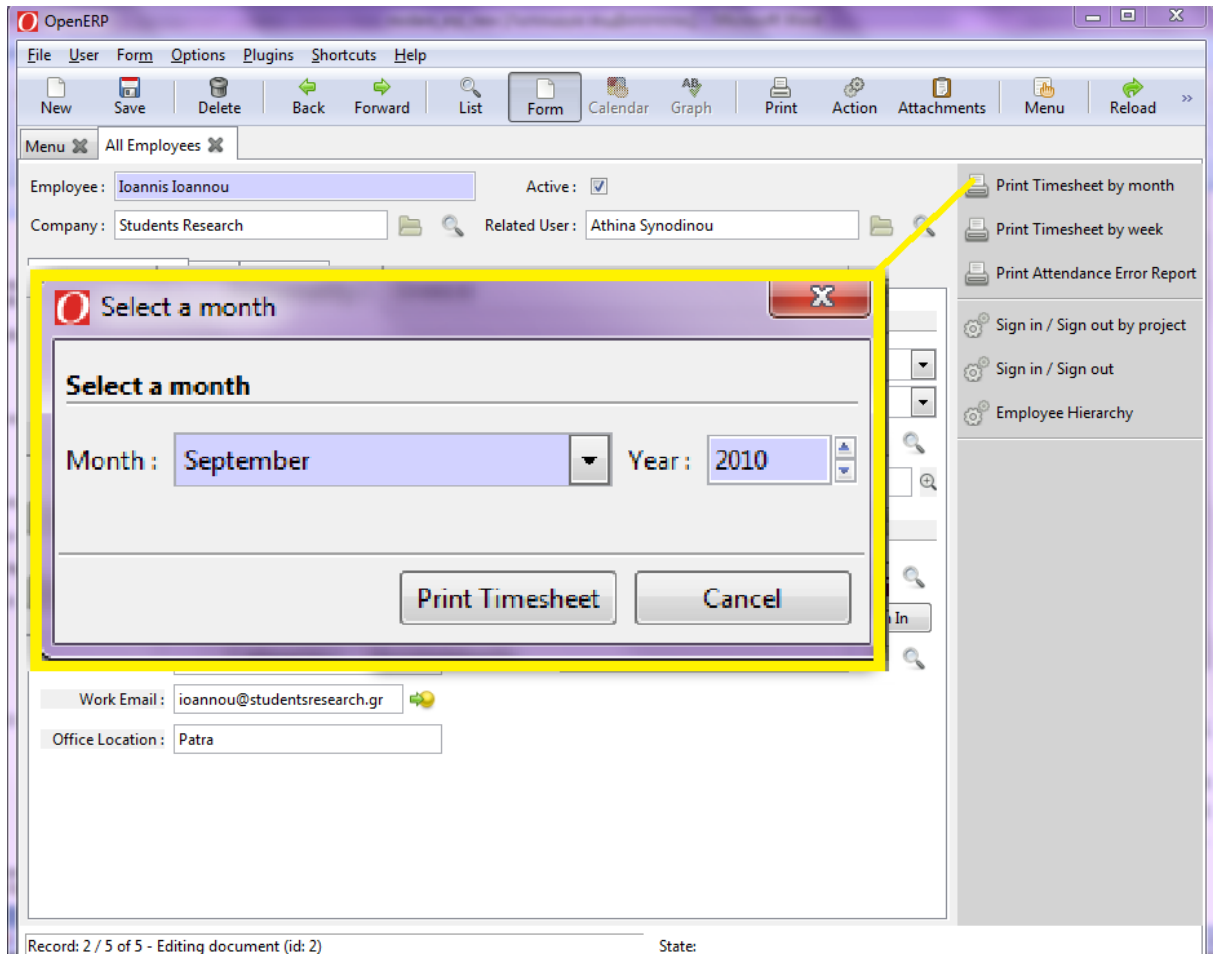 OpenERP
File User Form Options Plugins Shortcuts Help
New Save Delete Back Forward List Form Calendar Graph Print Action Attachments Menu Reload »
Menu All Employees
Employee : Ioannis Ioannou Active :
Company : Students Research Related User : Athina Synodinou
Print Timesheet by month
Print Timesheet by week
Print Attendance Error Report
Sign in / Sign out by project
Sign in / Sign out
Employee Hierarchy
Select a month
Select a month
Month : September Year : 2010
Print Timesheet Cancel
In
Work Email : ioannou@studentsresearch.gr
Office Location : Patra
Record: 2 / 5 of 5 - Editing document (id: 2) State: